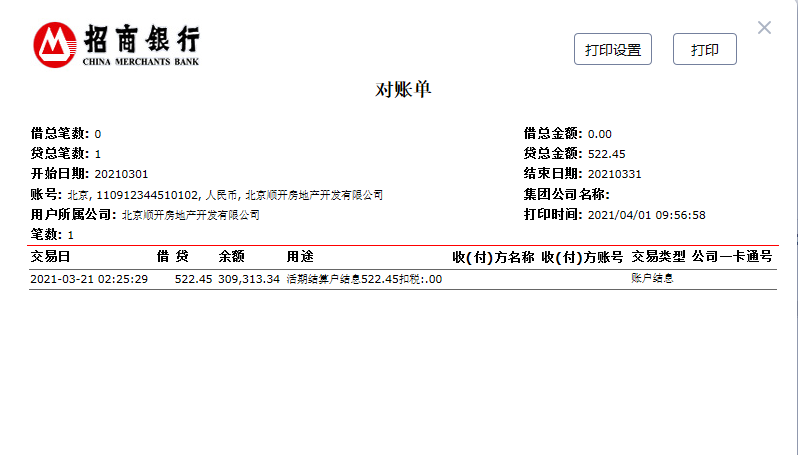 招商银行
CHINA MERCHANTS BANK
打印设置 打印
对账单
借总笔数: 0 借总金额: 0.00
贷总笔数: 1 贷总金额: 522.45
开始日期: 20210301 结束日期: 20210331
账号: 北京, 110912344510102, 人民币, 北京顺开房地产开发有限公司 集团公司名称:
用户所属公司: 北京顺开房地产开发有限公司 打印时间: 2021/04/01 09:56:58
笔数: 1
交易日 借 贷 余额 用途 收(付)方名称 收(付)方账号 交易类型 公司一卡通号
2021-03-21 02:25:29 522.45 309,313.34 活期结算户结息522.45扣税:.00 账户结息